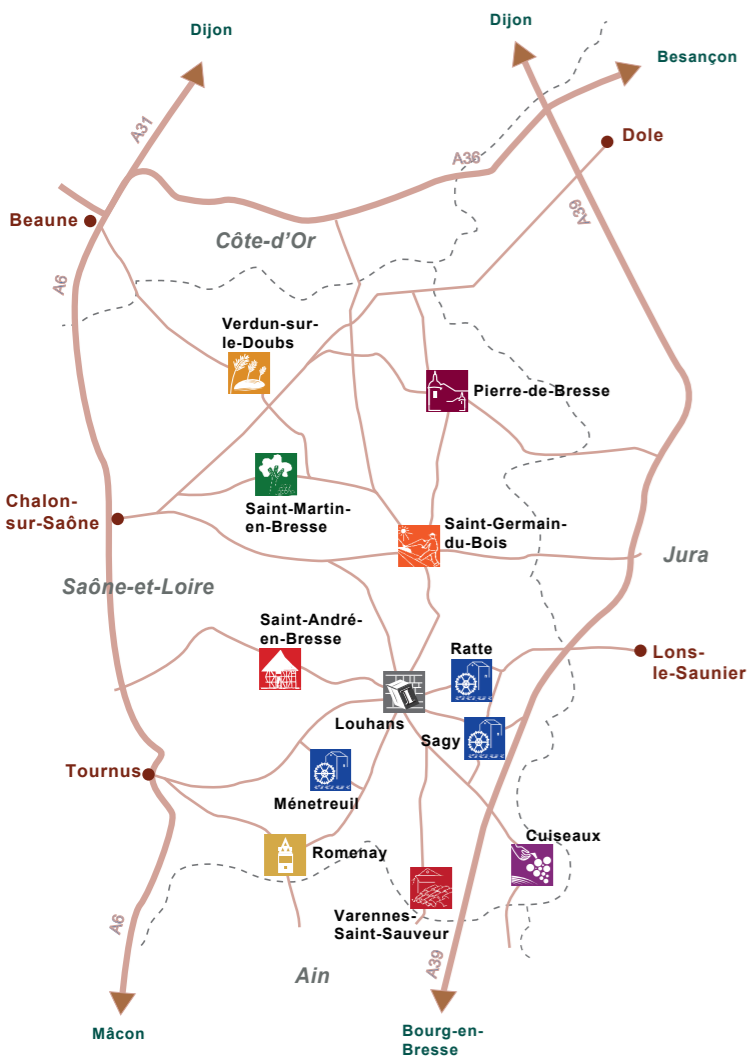 Dijon
Dijon
Besançon
A31
Dole
A36
A39
Beaune
Côte-d'Or
A6
Verdun-sur-
le-Doubs
Pierre-de-Bresse
Chalon-
sur-Saône
Saint-Martin-
en-Bresse
Saint-Germain-
du-Bois
Jura
Saône-et-Loire
Saint-André-
en-Bresse
Ratte
Lons-
le-Saunier
Louhans
Sagy
Tournus
Ménetreuil
Cuiseaux
Romenay
Varennes-
Saint-Sauveur
A6
A39
Ain
Mâcon
Bourg-en-
Bresse